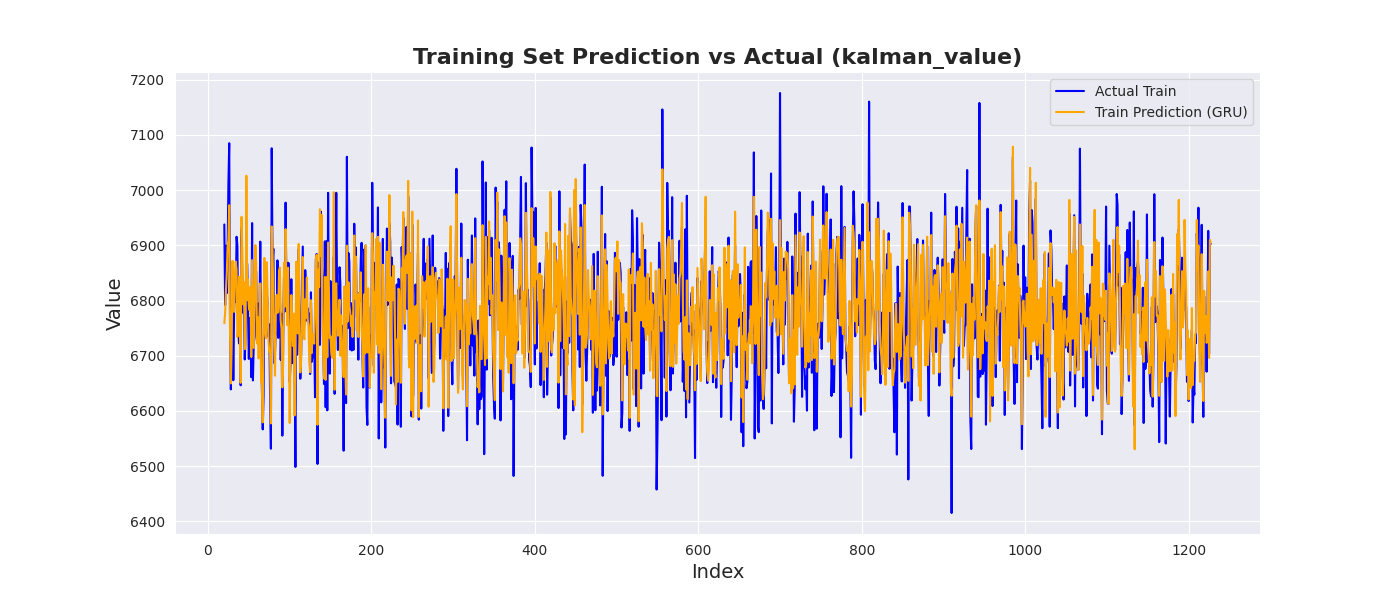 Training Set Prediction vs Actual (kalman_value)
Actual Train
Train Prediction (GRU)
Value
7200
7100
7000
6900
6800
6700
6600
6500
6400
0 200 400 600 800 1000 1200
Index